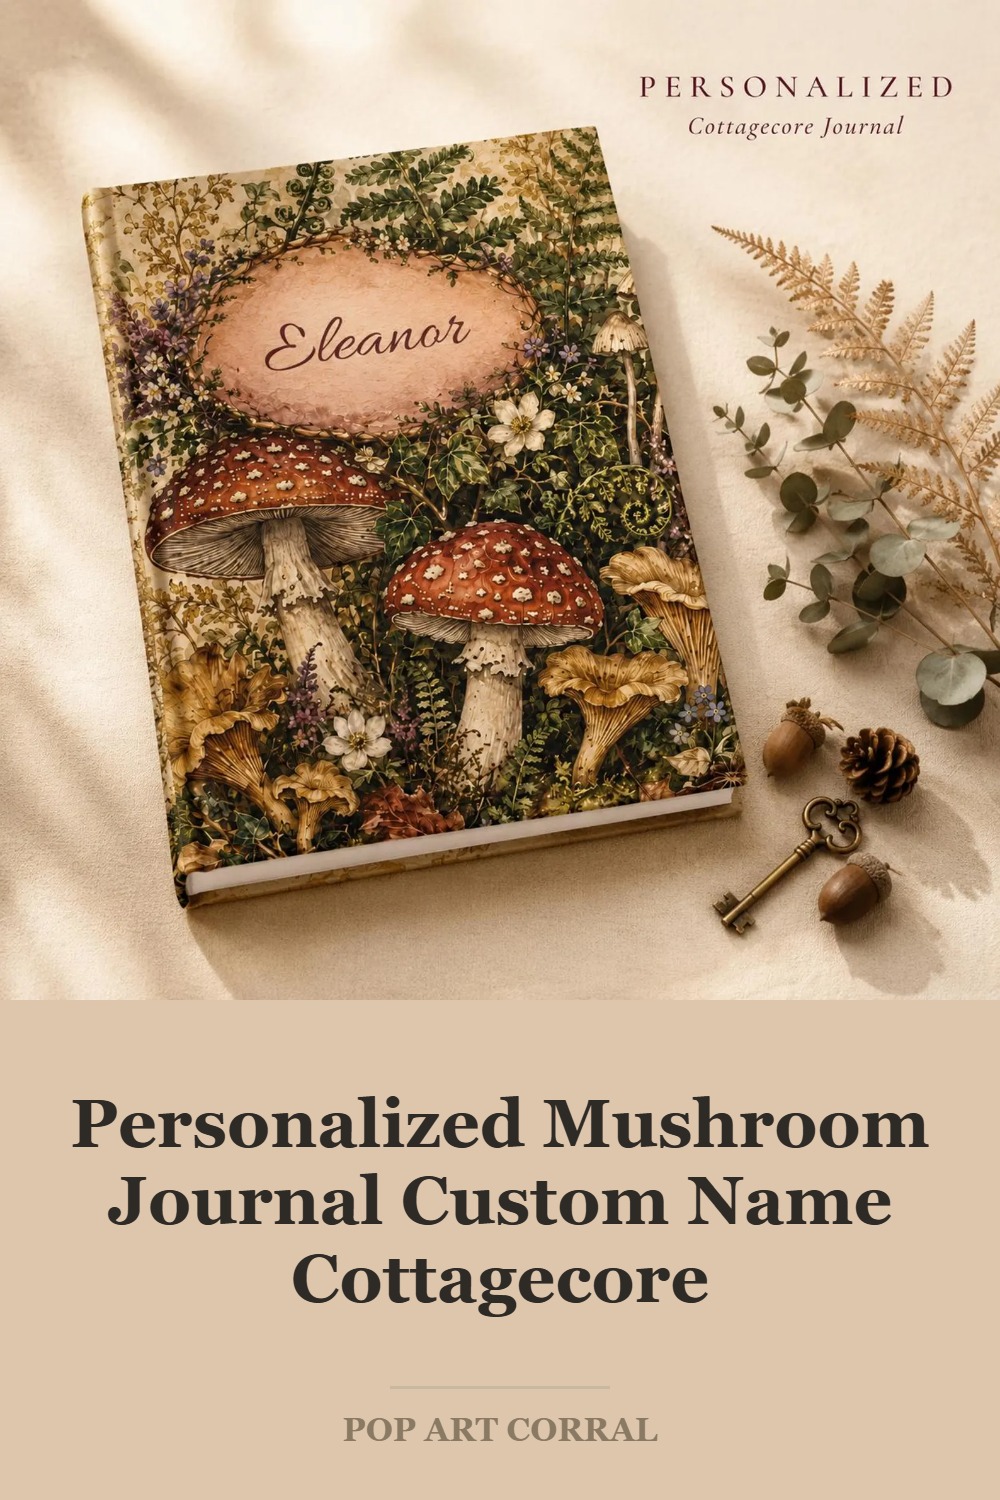 PERSONALIZED
Cottagecore Journal
Eleanor
Personalized Mushroom
Journal Custom Name
Cottagecore
POP ART CORRAL